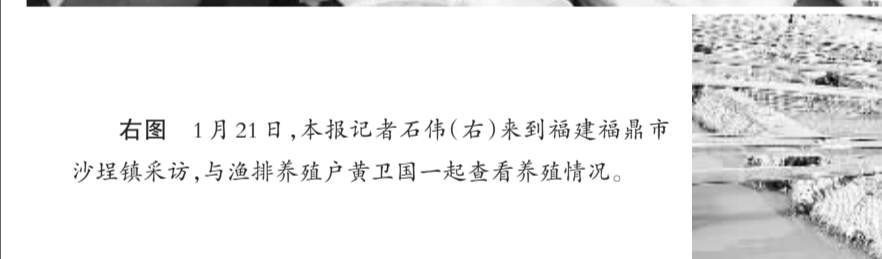 右图 1月21日,本报记者石伟(右)来到福建福鼎市
沙埕镇采访,与渔排养殖户黄卫国一起查看养殖情况。